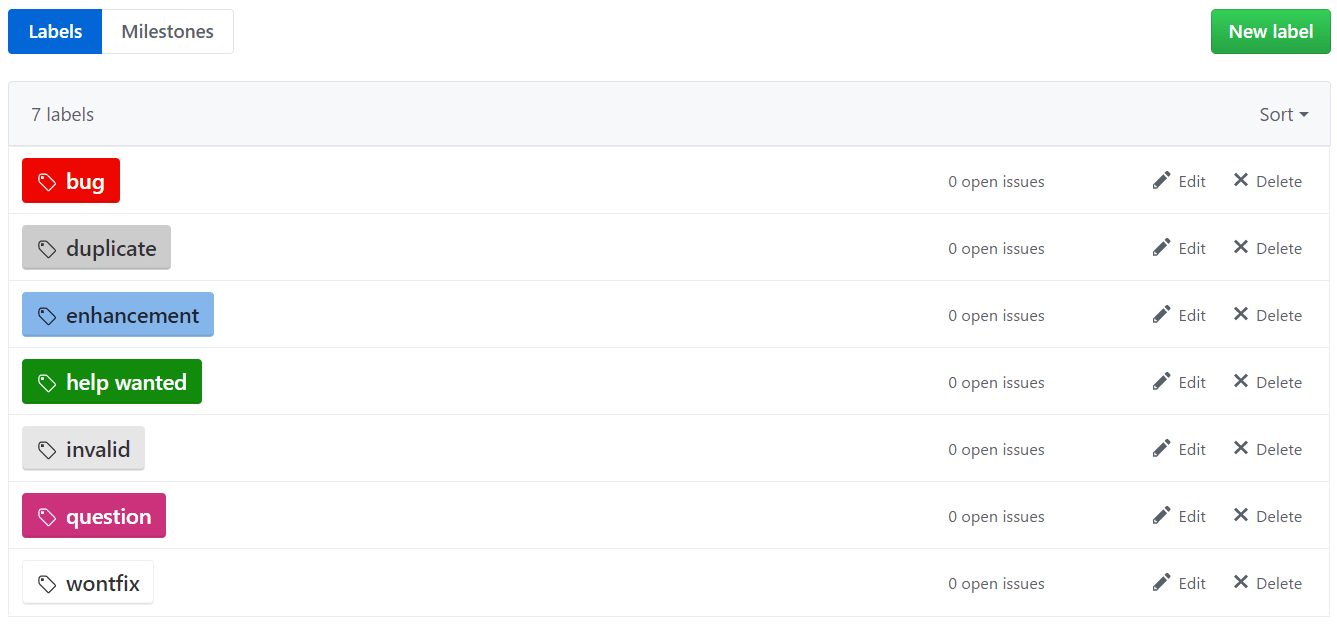 Labels Milestones New label
7 labels Sort
bug 0 open issues Edit Delete
duplicate 0 open issues Edit Delete
enhancement 0 open issues Edit Delete
help wanted 0 open issues Edit Delete
invalid 0 open issues Edit Delete
question 0 open issues Edit Delete
wontfix 0 open issues Edit Delete